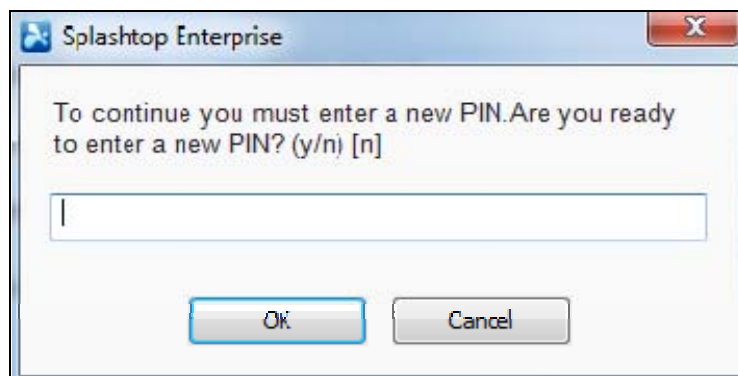 Splashtop Enterprise
To continue you must enter a new PIN.Are you ready
to enter a new PIN? (y/n) [n]
OK
Cancel